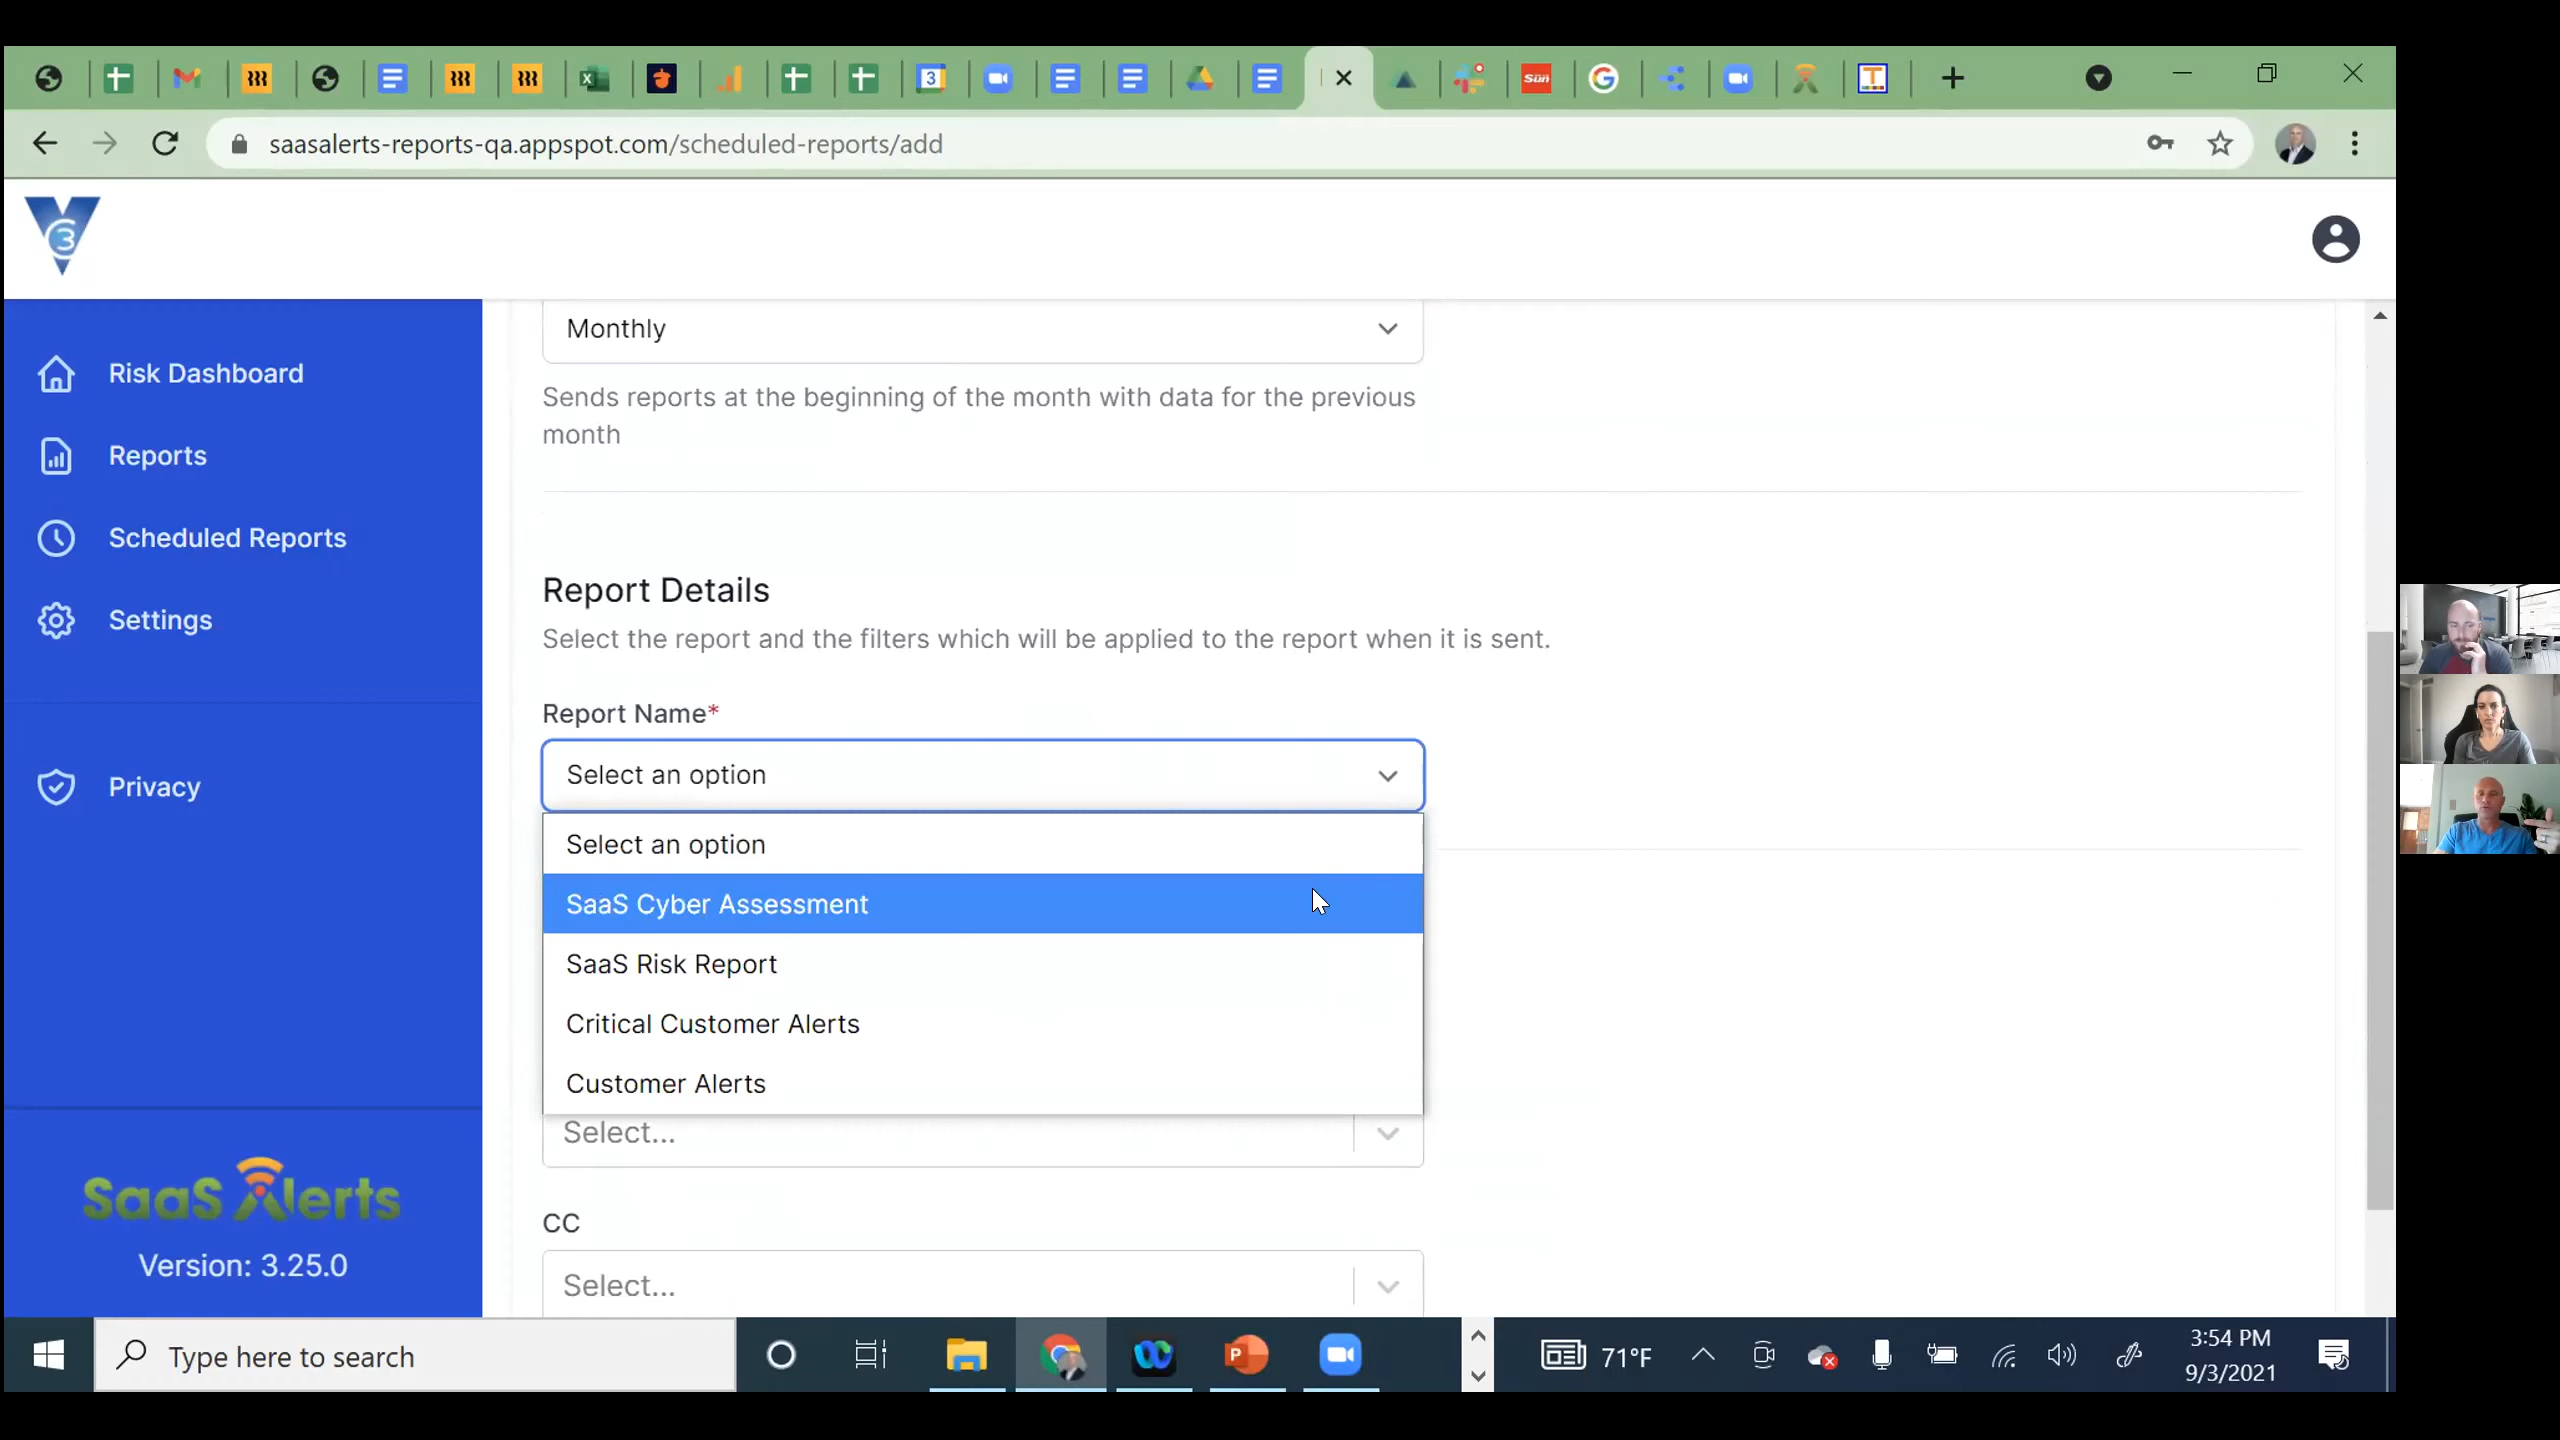 3
sun
T
saasalerts-reports-qa.appspot.com/scheduled-reports/add
3
Monthly
Sends reports at the beginning of the month with data for the previous
month
Risk Dashboard
Reports
Scheduled Reports
Settings
Privacy
Report Details
Select the report and the filters which will be applied to the report when it is sent.
Report Name*
Select an option
Select an option
SaaS Cyber Assessment
SaaS Risk Report
Critical Customer Alerts
Customer Alerts
Select...
CC
Select...
SaaS Alerts
Version: 3.25.0
Type here to search
71°F
3:54 PM
9/3/2021